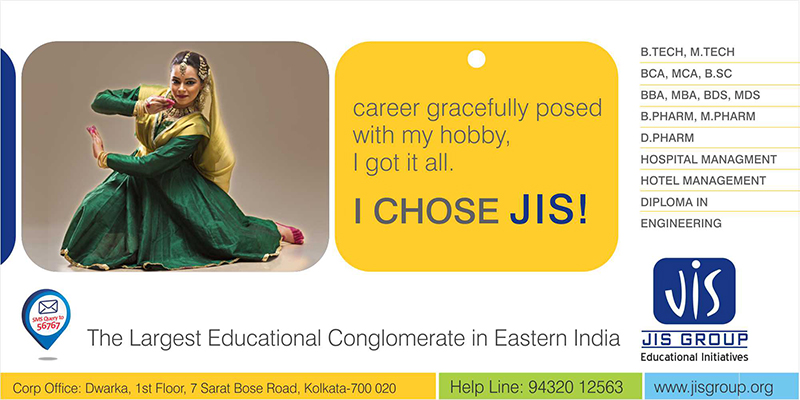 career gracefully posed
with my hobby,
I got it all.
I CHOSE JIS!
B.TECH, M.TECH
BCA, MCA, B.SC
BBA, MBA, BDS, MDS
B.PHARM, M.PHARM
D.PHARM
HOSPITAL MANAGMENT
HOTEL MANAGEMENT
DIPLOMA IN
ENGINEERING
SMS Query to
56767
The Largest Educational Conglomerate in Eastern India
JIS
JIS GROUP
Educational Initiatives
Corp Office: Dwarka, 1st Floor, 7 Sarat Bose Road, Kolkata-700 020
Help Line: 94320 12563
www.jisgroup.org